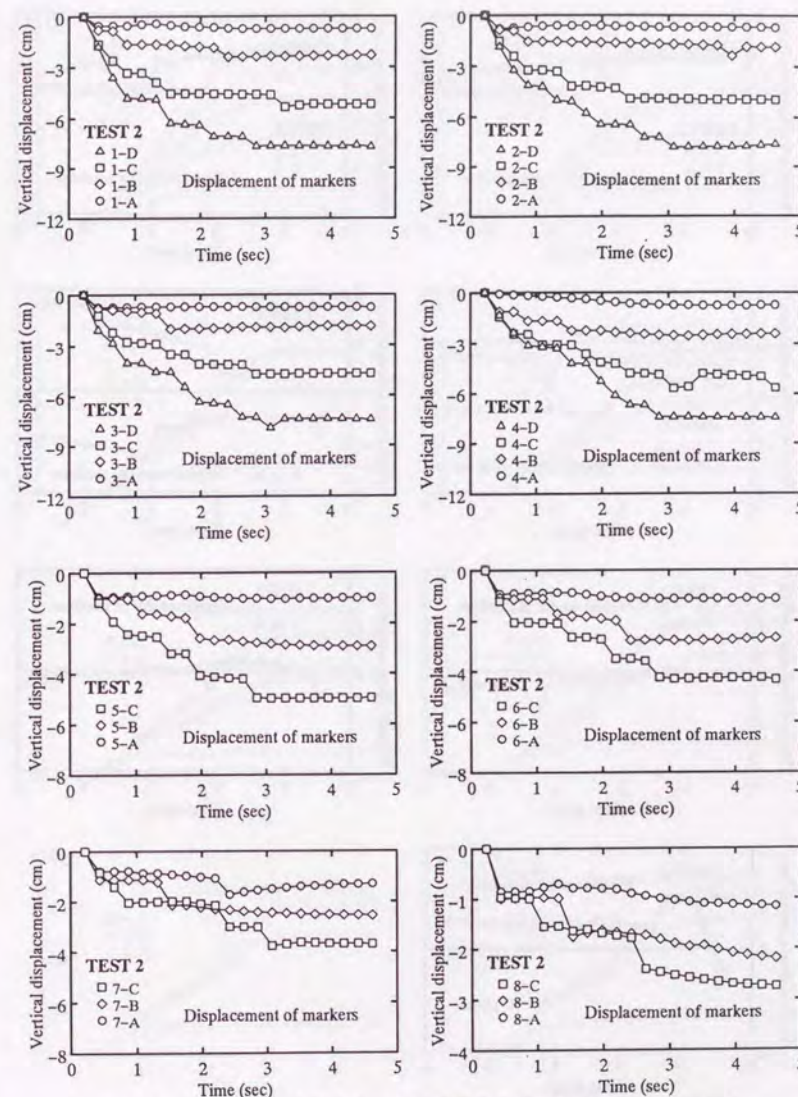 Vertical displacement (cm)
0
−3
−6
−9
−12
TEST 2
1−D
1−C
1−B
1−A
Displacement of markers
0 1 2 3 4 5
Time (sec)
Vertical displacement (cm)
0
−3
−6
−9
−12
TEST 2
2−D
2−C
2−B
2−A
Displacement of markers
0 1 2 3 4 5
Time (sec)
Vertical displacement (cm)
0
−3
−6
−9
−12
TEST 2
3−D
3−C
3−B
3−A
Displacement of markers
0 1 2 3 4 5
Time (sec)
Vertical displacement (cm)
0
−3
−6
−9
−12
TEST 2
4−D
4−C
4−B
4−A
Displacement of markers
0 1 2 3 4 5
Time (sec)
Vertical displacement (cm)
0
−2
−4
−6
−8
TEST 2
5−C
5−B
5−A
Displacement of markers
0 1 2 3 4 5
Time (sec)
Vertical displacement (cm)
0
−2
−4
−6
−8
TEST 2
6−C
6−B
6−A
Displacement of markers
0 1 2 3 4 5
Time (sec)
Vertical displacement (cm)
0
−2
−4
−6
−8
TEST 2
7−C
7−B
7−A
Displacement of markers
0 1 2 3 4 5
Time (sec)
Vertical displacement (cm)
0
−1
−2
−3
−4
TEST 2
8−C
8−B
8−A
Displacement of markers
0 1 2 3 4 5
Time (sec)